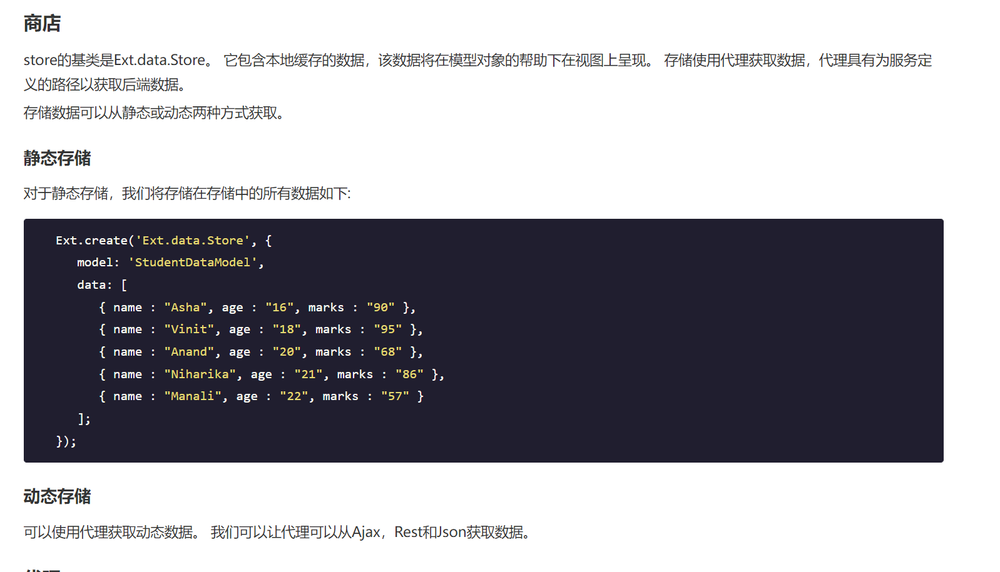 商店
store的基类是Ext.data.Store。 它包含本地缓存的数据，该数据将在模型对象的帮助下在视图上呈现。 存储使用代理获取数据，代理具有为服务定
义的路径以获取后端数据。
存储数据可以从静态或动态两种方式获取。
静态存储
对于静态存储，我们将存储在存储中的所有数据如下:
Ext.create('Ext.data.Store', {
   model: 'StudentDataModel',
   data: [
      { name : "Asha", age : "16", marks : "90" },
      { name : "Vinit", age : "18", marks : "95" },
      { name : "Anand", age : "20", marks : "68" },
      { name : "Niharika", age : "21", marks : "86" },
      { name : "Manali", age : "22", marks : "57" }
   ];
});
动态存储
可以使用代理获取动态数据。 我们可以让代理可以从Ajax，Rest和Json获取数据。